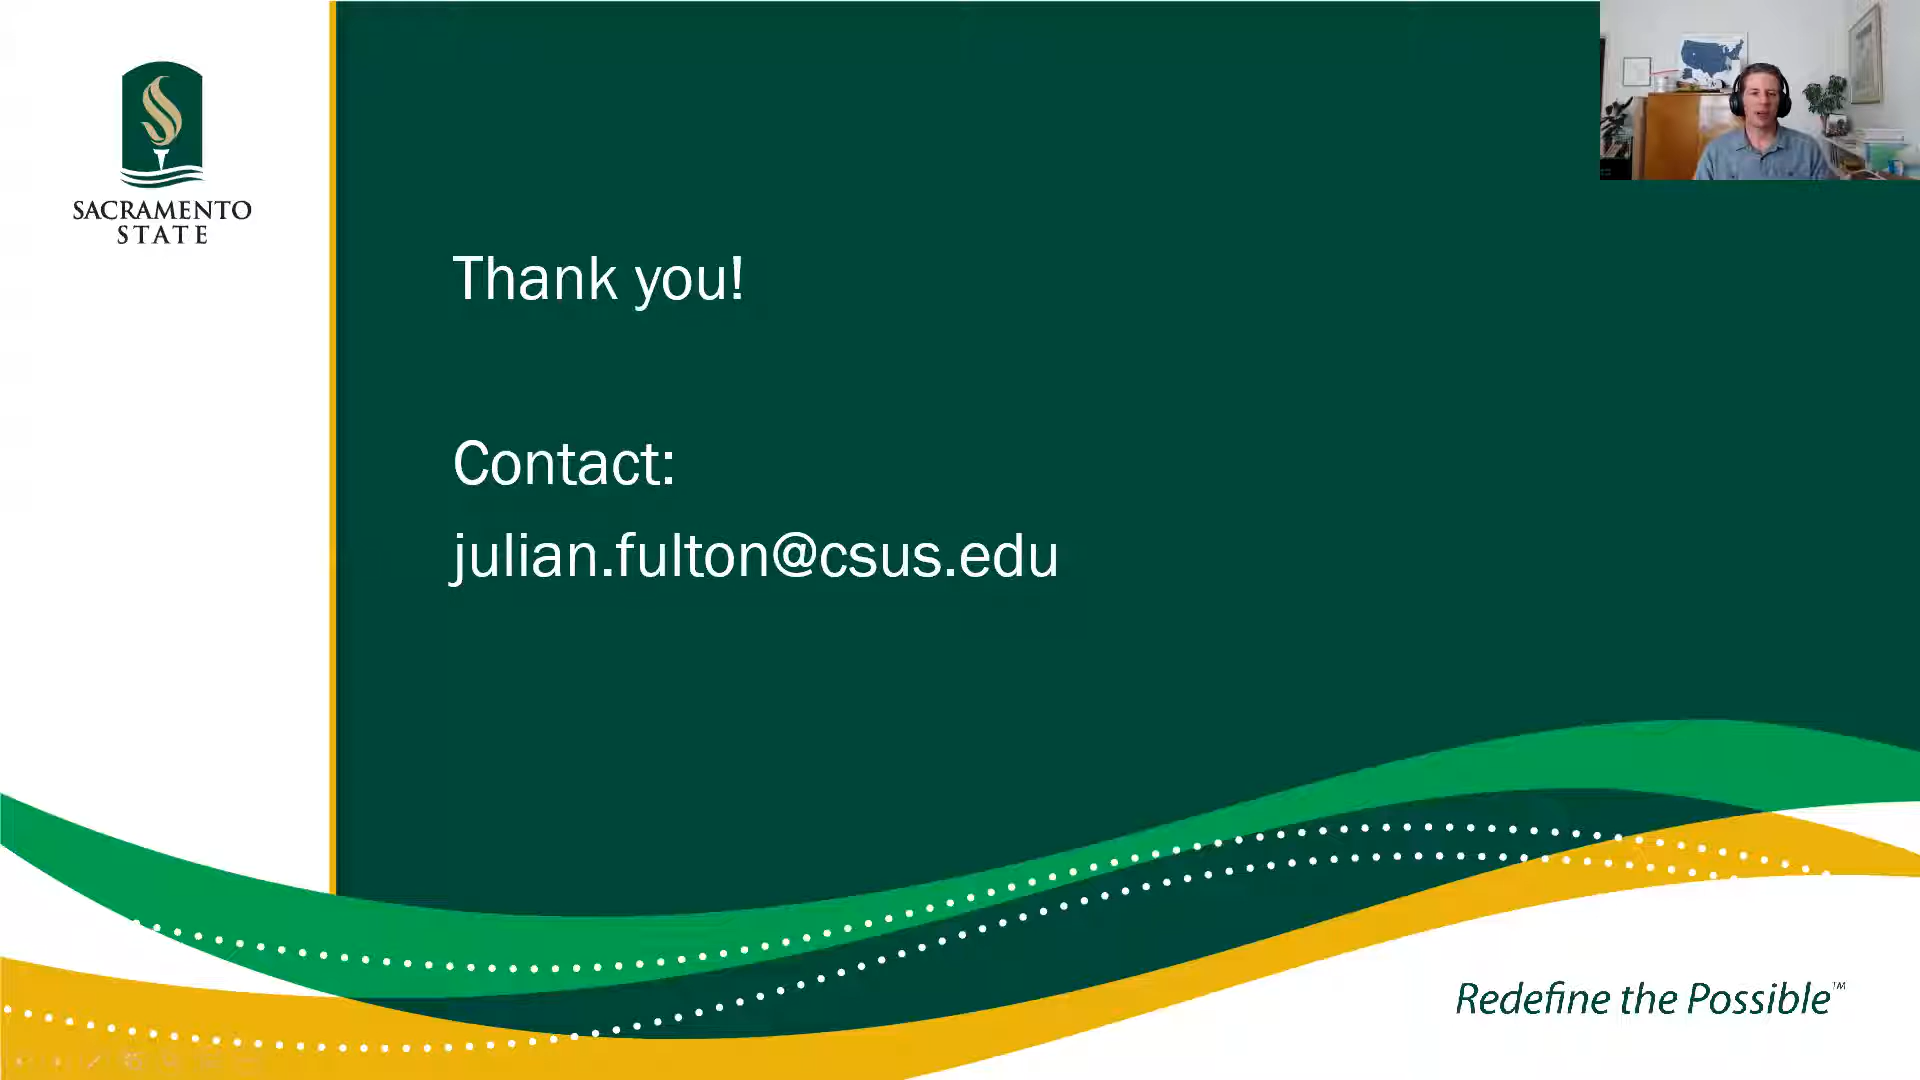 SACRAMENTO
STATE
Thank you!
Contact:
julian.fulton@csus.edu
Redefine the Possible™